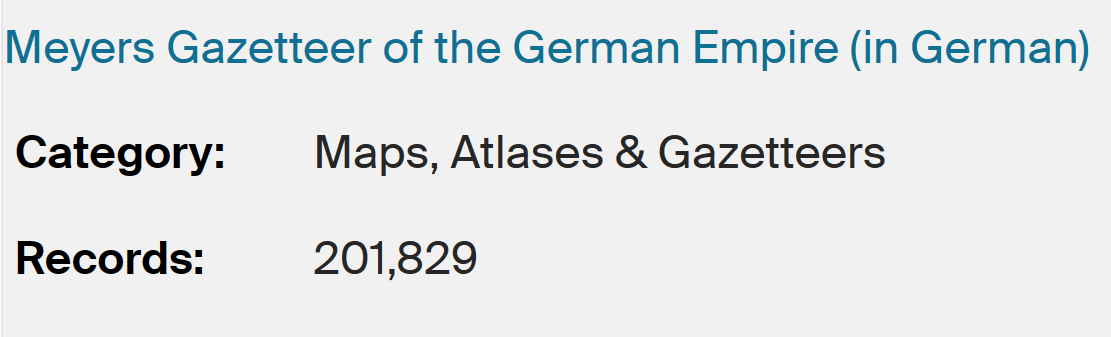 Meyers Gazetteer of the German Empire (in German)
Category: Maps, Atlases & Gazetteers
Records: 201,829